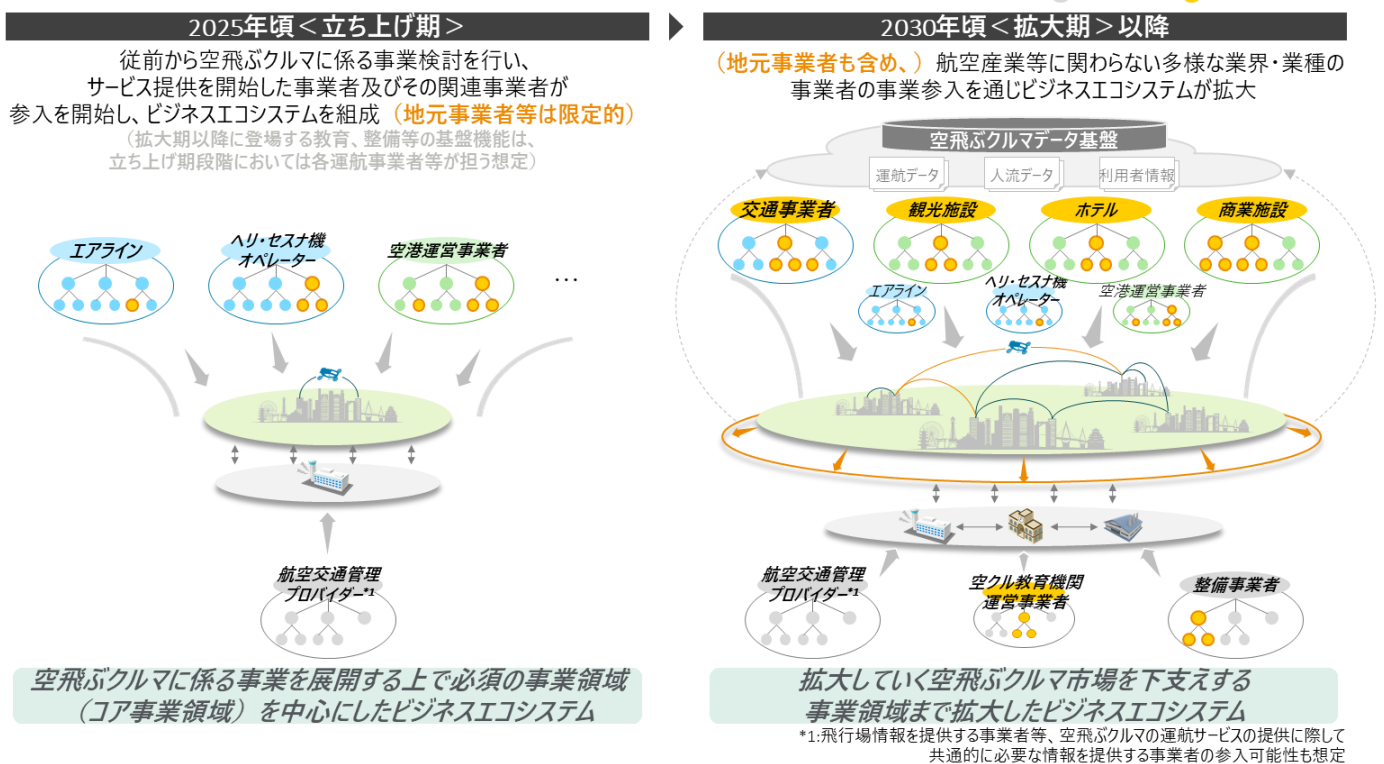 2025年頃＜立ち上げ期＞
従前から空飛ぶクルマに係る事業検討を行い、
サービス提供を開始した事業者及びその関連事業者が
参入を開始し、ビジネスエコシステムを組成（地元事業者等は限定的）
（拡大期以降に登場する教育、整備等の基盤機能は、
立ち上げ期段階においては各運航事業者等が担う想定）
エアライン
ヘリ・セスナ機
オペレーター
空港運営事業者
…
航空交通管理
プロバイダー*1
空飛ぶクルマに係る事業を展開する上で必須の事業領域
（コア事業領域）を中心にしたビジネスエコシステム
2030年頃＜拡大期＞以降
（地元事業者も含め、）航空産業等に関わらない多様な業界・業種の
事業者の事業参入を通じビジネスエコシステムが拡大
空飛ぶクルマデータ基盤
運航データ
人流データ
利用者情報
交通事業者
観光施設
ホテル
商業施設
エアライン
ヘリ・セスナ機
オペレーター
空港運営事業者
航空交通管理
プロバイダー*1
空クル教育機関
運営事業者
整備事業者
拡大していく空飛ぶクルマ市場を下支えする
事業領域まで拡大したビジネスエコシステム
*1:飛行場情報を提供する事業者等、空飛ぶクルマの運航サービスの提供に際して
共通的に必要な情報を提供する事業者の参入可能性も想定